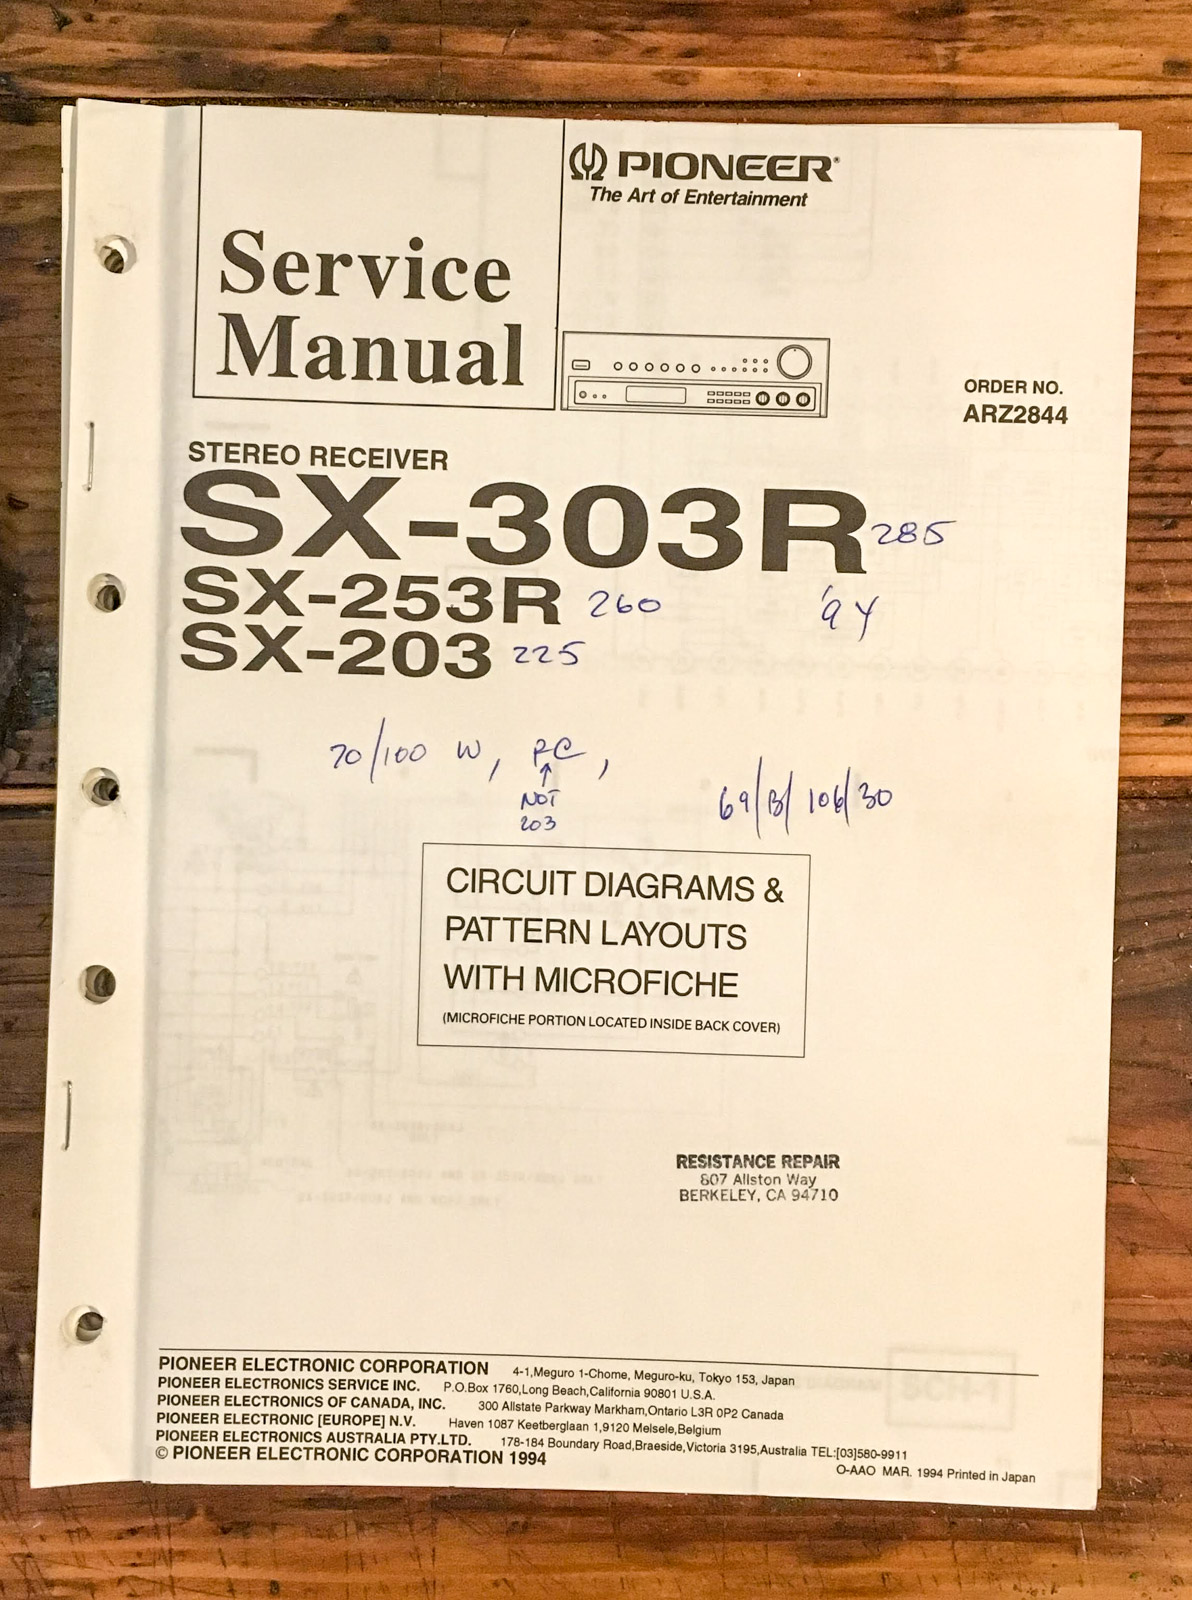 PIONEER®
The Art of Entertainment
Service
Manual
ORDER NO.
ARZ2844
STEREO RECEIVER
SX-303R 285
SX-253R 260 '94
SX-203 225
70/100 W, RC,
↑
NOT
203
69/B/106/30
CIRCUIT DIAGRAMS &
PATTERN LAYOUTS
WITH MICROFICHE
(MICROFICHE PORTION LOCATED INSIDE BACK COVER)
RESISTANCE REPAIR
807 Allston Way
BERKELEY, CA 94710
PIONEER ELECTRONIC CORPORATION 4-1,Meguro 1-Chome, Meguro-ku, Tokyo 153, Japan
PIONEER ELECTRONICS SERVICE INC. P.O.Box 1760,Long Beach,California 90801 U.S.A.
PIONEER ELECTRONICS OF CANADA, INC. 300 Allstate Parkway Markham,Ontario L3R 0P2 Canada
PIONEER ELECTRONIC [EUROPE] N.V. Haven 1087 Keetberglaan 1,9120 Melsele,Belgium
PIONEER ELECTRONICS AUSTRALIA PTY.LTD. 178-184 Boundary Road,Braeside,Victoria 3195,Australia TEL:[03]580-9911
© PIONEER ELECTRONIC CORPORATION 1994
O-AAO MAR. 1994 Printed in Japan